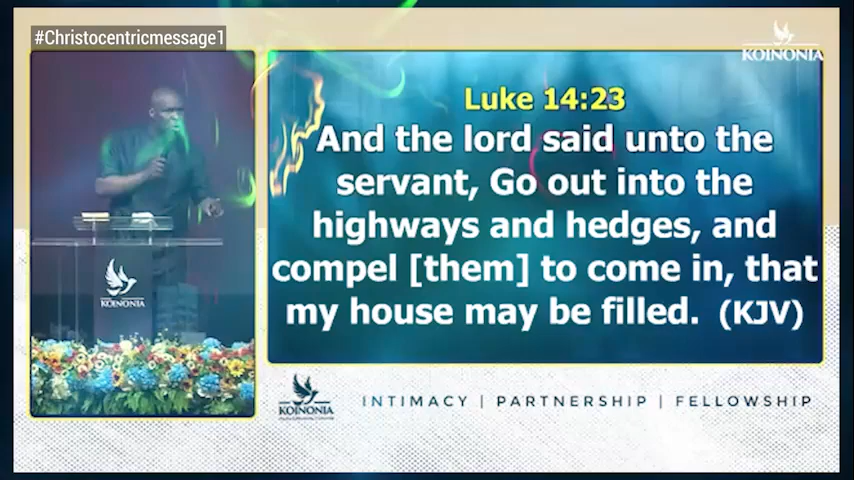 #Christocentricmessage1
KOINONIA
Luke 14:23
And the lord said unto the
servant, Go out into the
highways and hedges, and
compel [them] to come in, that
my house may be filled. (KJV)
KOINONIA
KOINONIA
INTIMACY | PARTNERSHIP | FELLOWSHIP